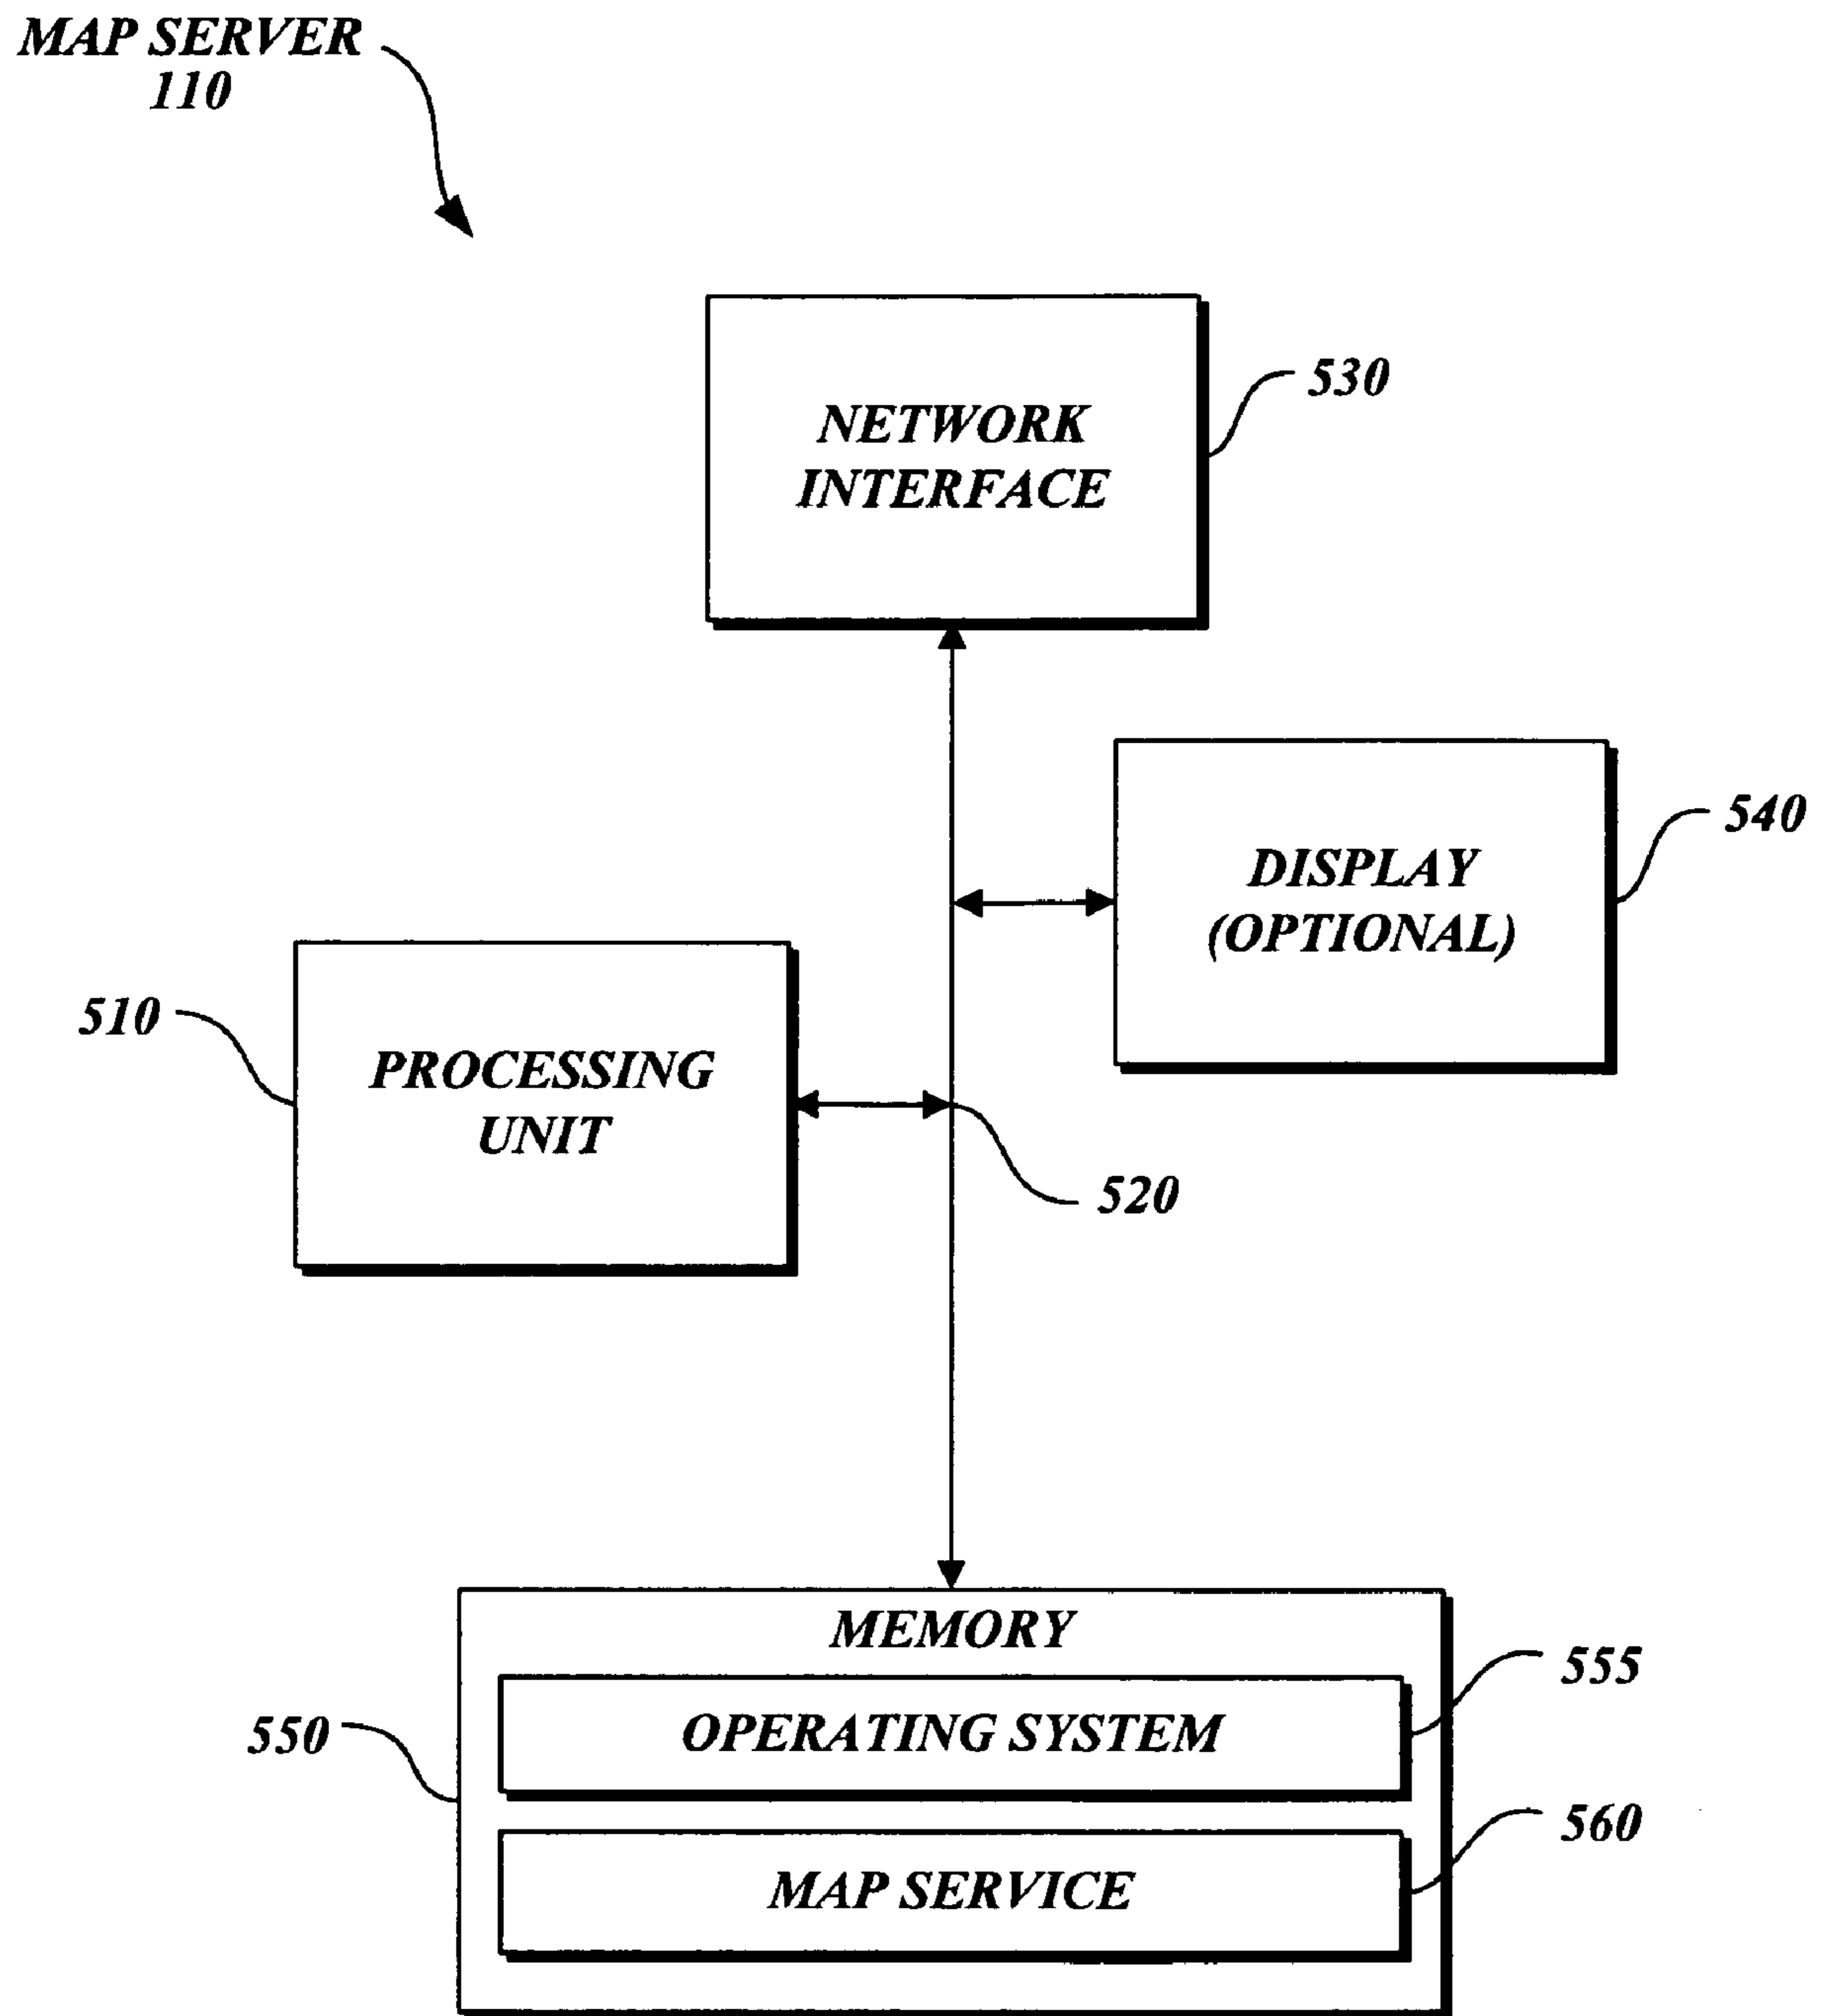 MAP SERVER
110
NETWORK
INTERFACE
530
DISPLAY
(OPTIONAL)
540
510
PROCESSING
UNIT
520
MEMORY
555
OPERATING SYSTEM
550
560
MAP SERVICE